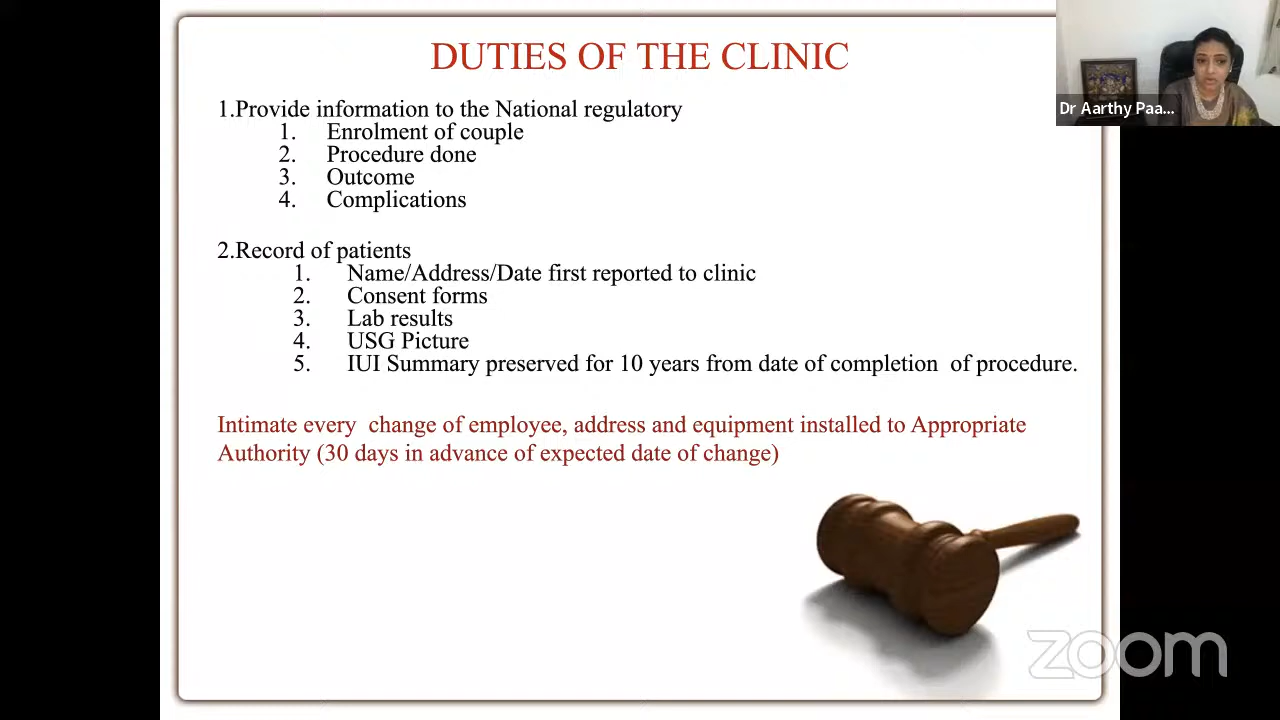 DUTIES OF THE CLINIC
Dr Aarthy Paa...
1.Provide information to the National regulatory
1. Enrolment of couple
2. Procedure done
3. Outcome
4. Complications
2.Record of patients
1. Name/Address/Date first reported to clinic
2. Consent forms
3. Lab results
4. USG Picture
5. IUI Summary preserved for 10 years from date of completion of procedure.
Intimate every change of employee, address and equipment installed to Appropriate
Authority (30 days in advance of expected date of change)
zoom